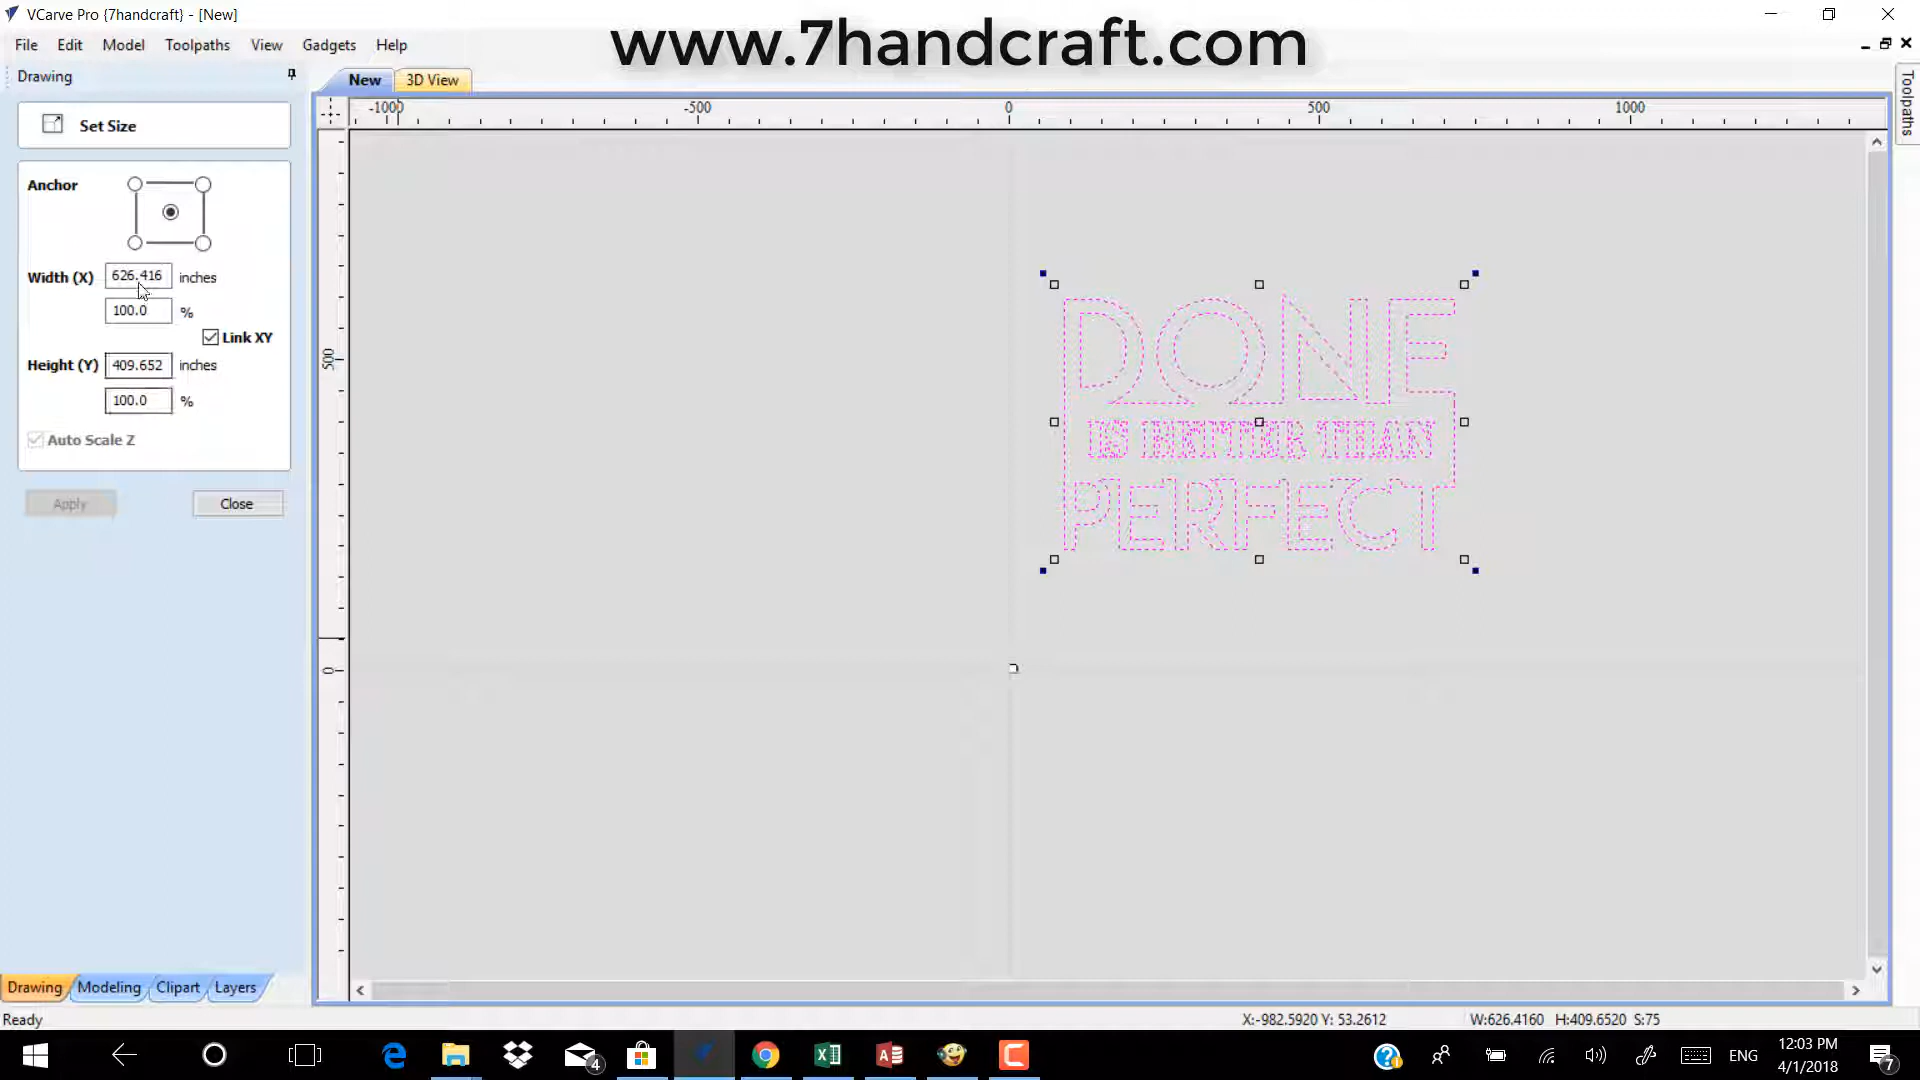 VCarve Pro {7handcraft} - [New]
www.7handcraft.com
File Edit Model Toolpaths View Gadgets Help
Drawing
New 3D View
Toolpaths
-1000 -500 0 500 1000
Set Size
Anchor
Width (X) 626.416 inches
100.0 %
Link XY
Height (Y) 409.652 inches
100.0 %
Auto Scale Z
Apply Close
500
0
DONE
IS BETTER THAN
PERFECT
Drawing Modeling Clipart Layers
Ready
X:-982.5920 Y: 53.2612
W:626.4160 H:409.6520 S:75
4
ENG
12:03 PM
4/1/2018
7